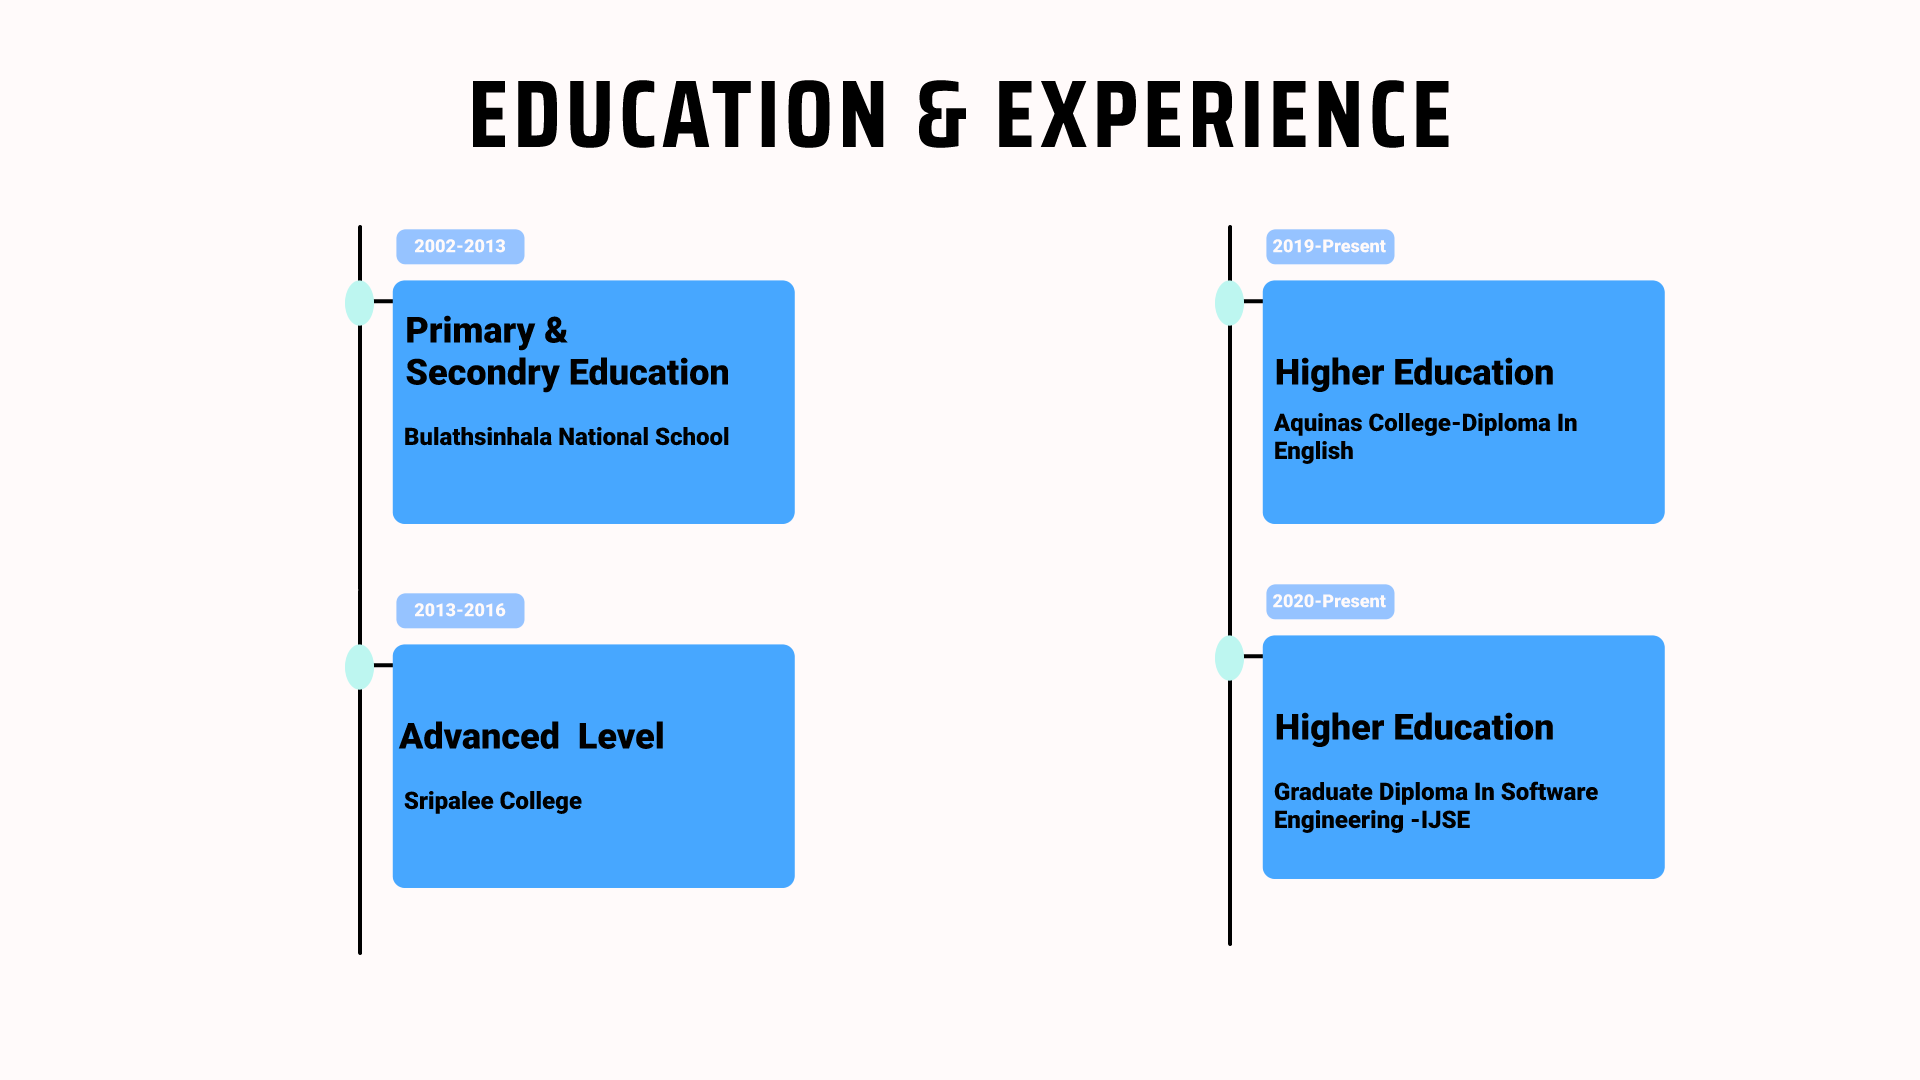 EDUCATION & EXPERIENCE
2002-2013
Primary &
Secondry Education
Bulathsinhala National School
2013-2016
Advanced  Level
Sripalee College
2019-Present
Higher Education
Aquinas College-Diploma In
English
2020-Present
Higher Education
Graduate Diploma In Software
Engineering -IJSE